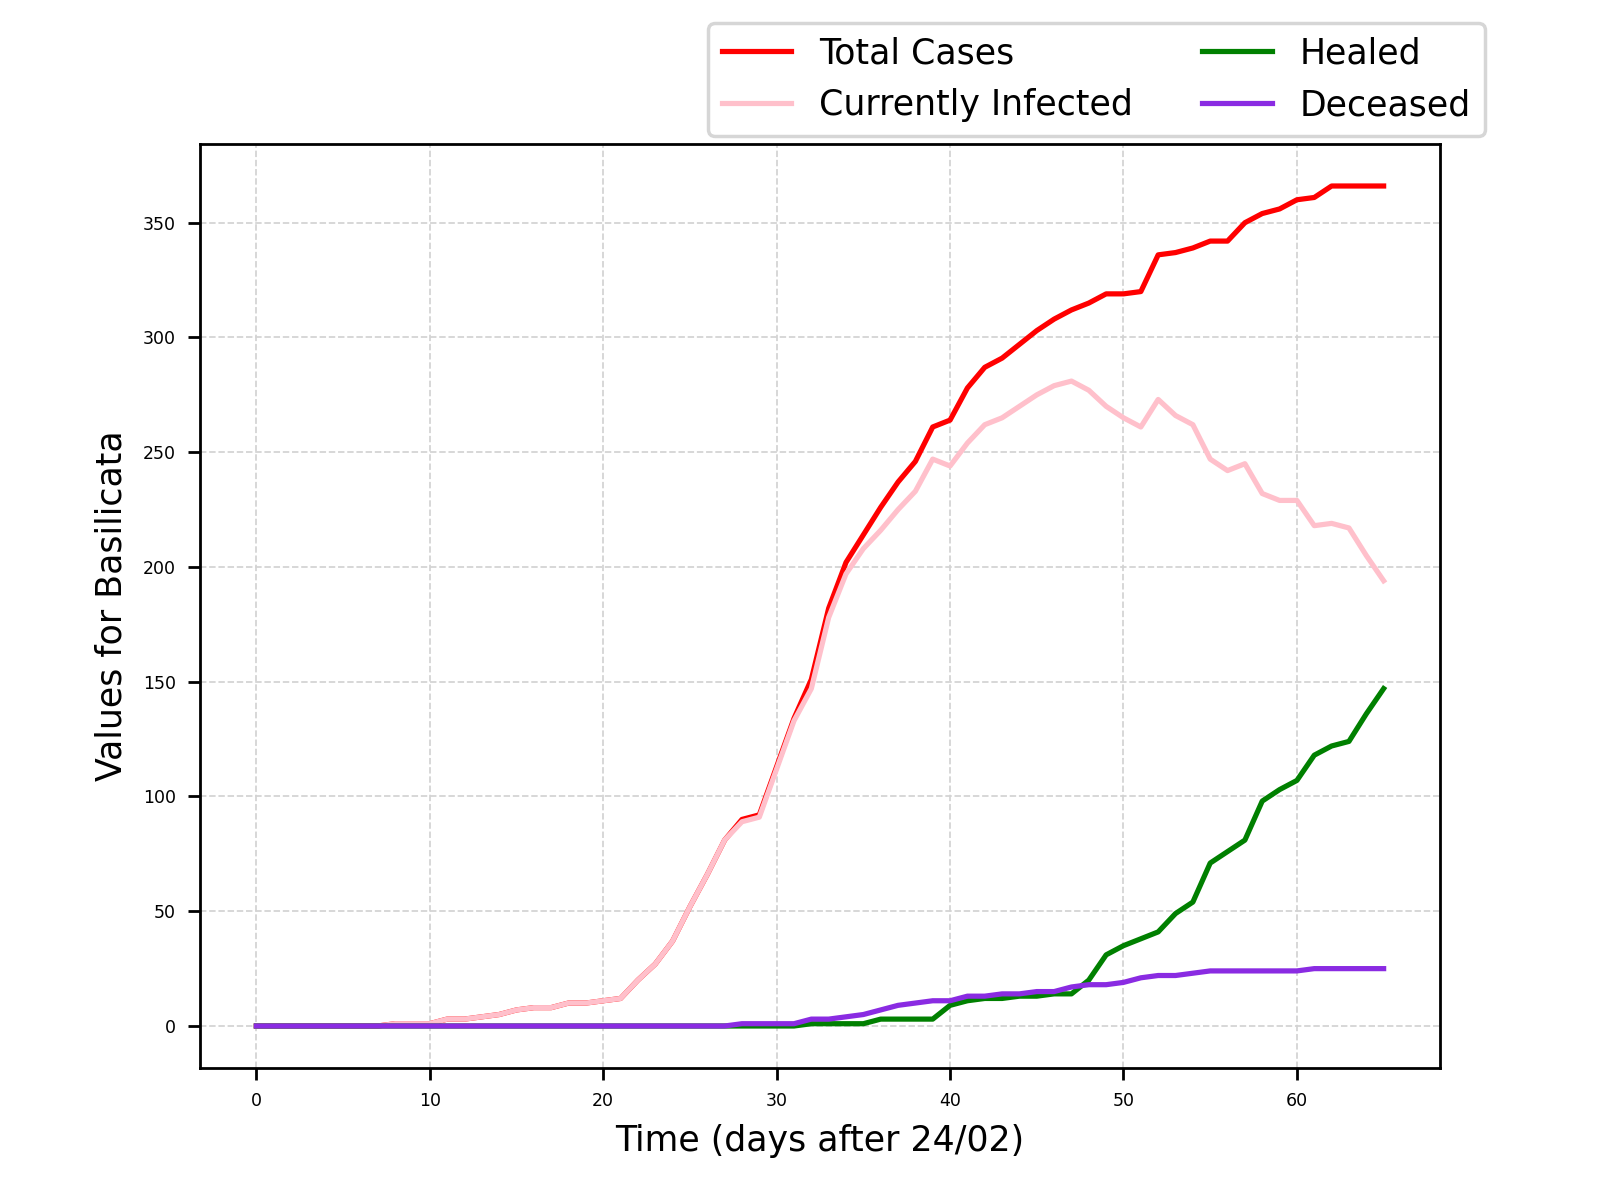 Total Cases
Currently Infected
Healed
Deceased
350
300
250
200
150
100
50
0
Values for Basilicata
0 10 20 30 40 50 60
Time (days after 24/02)